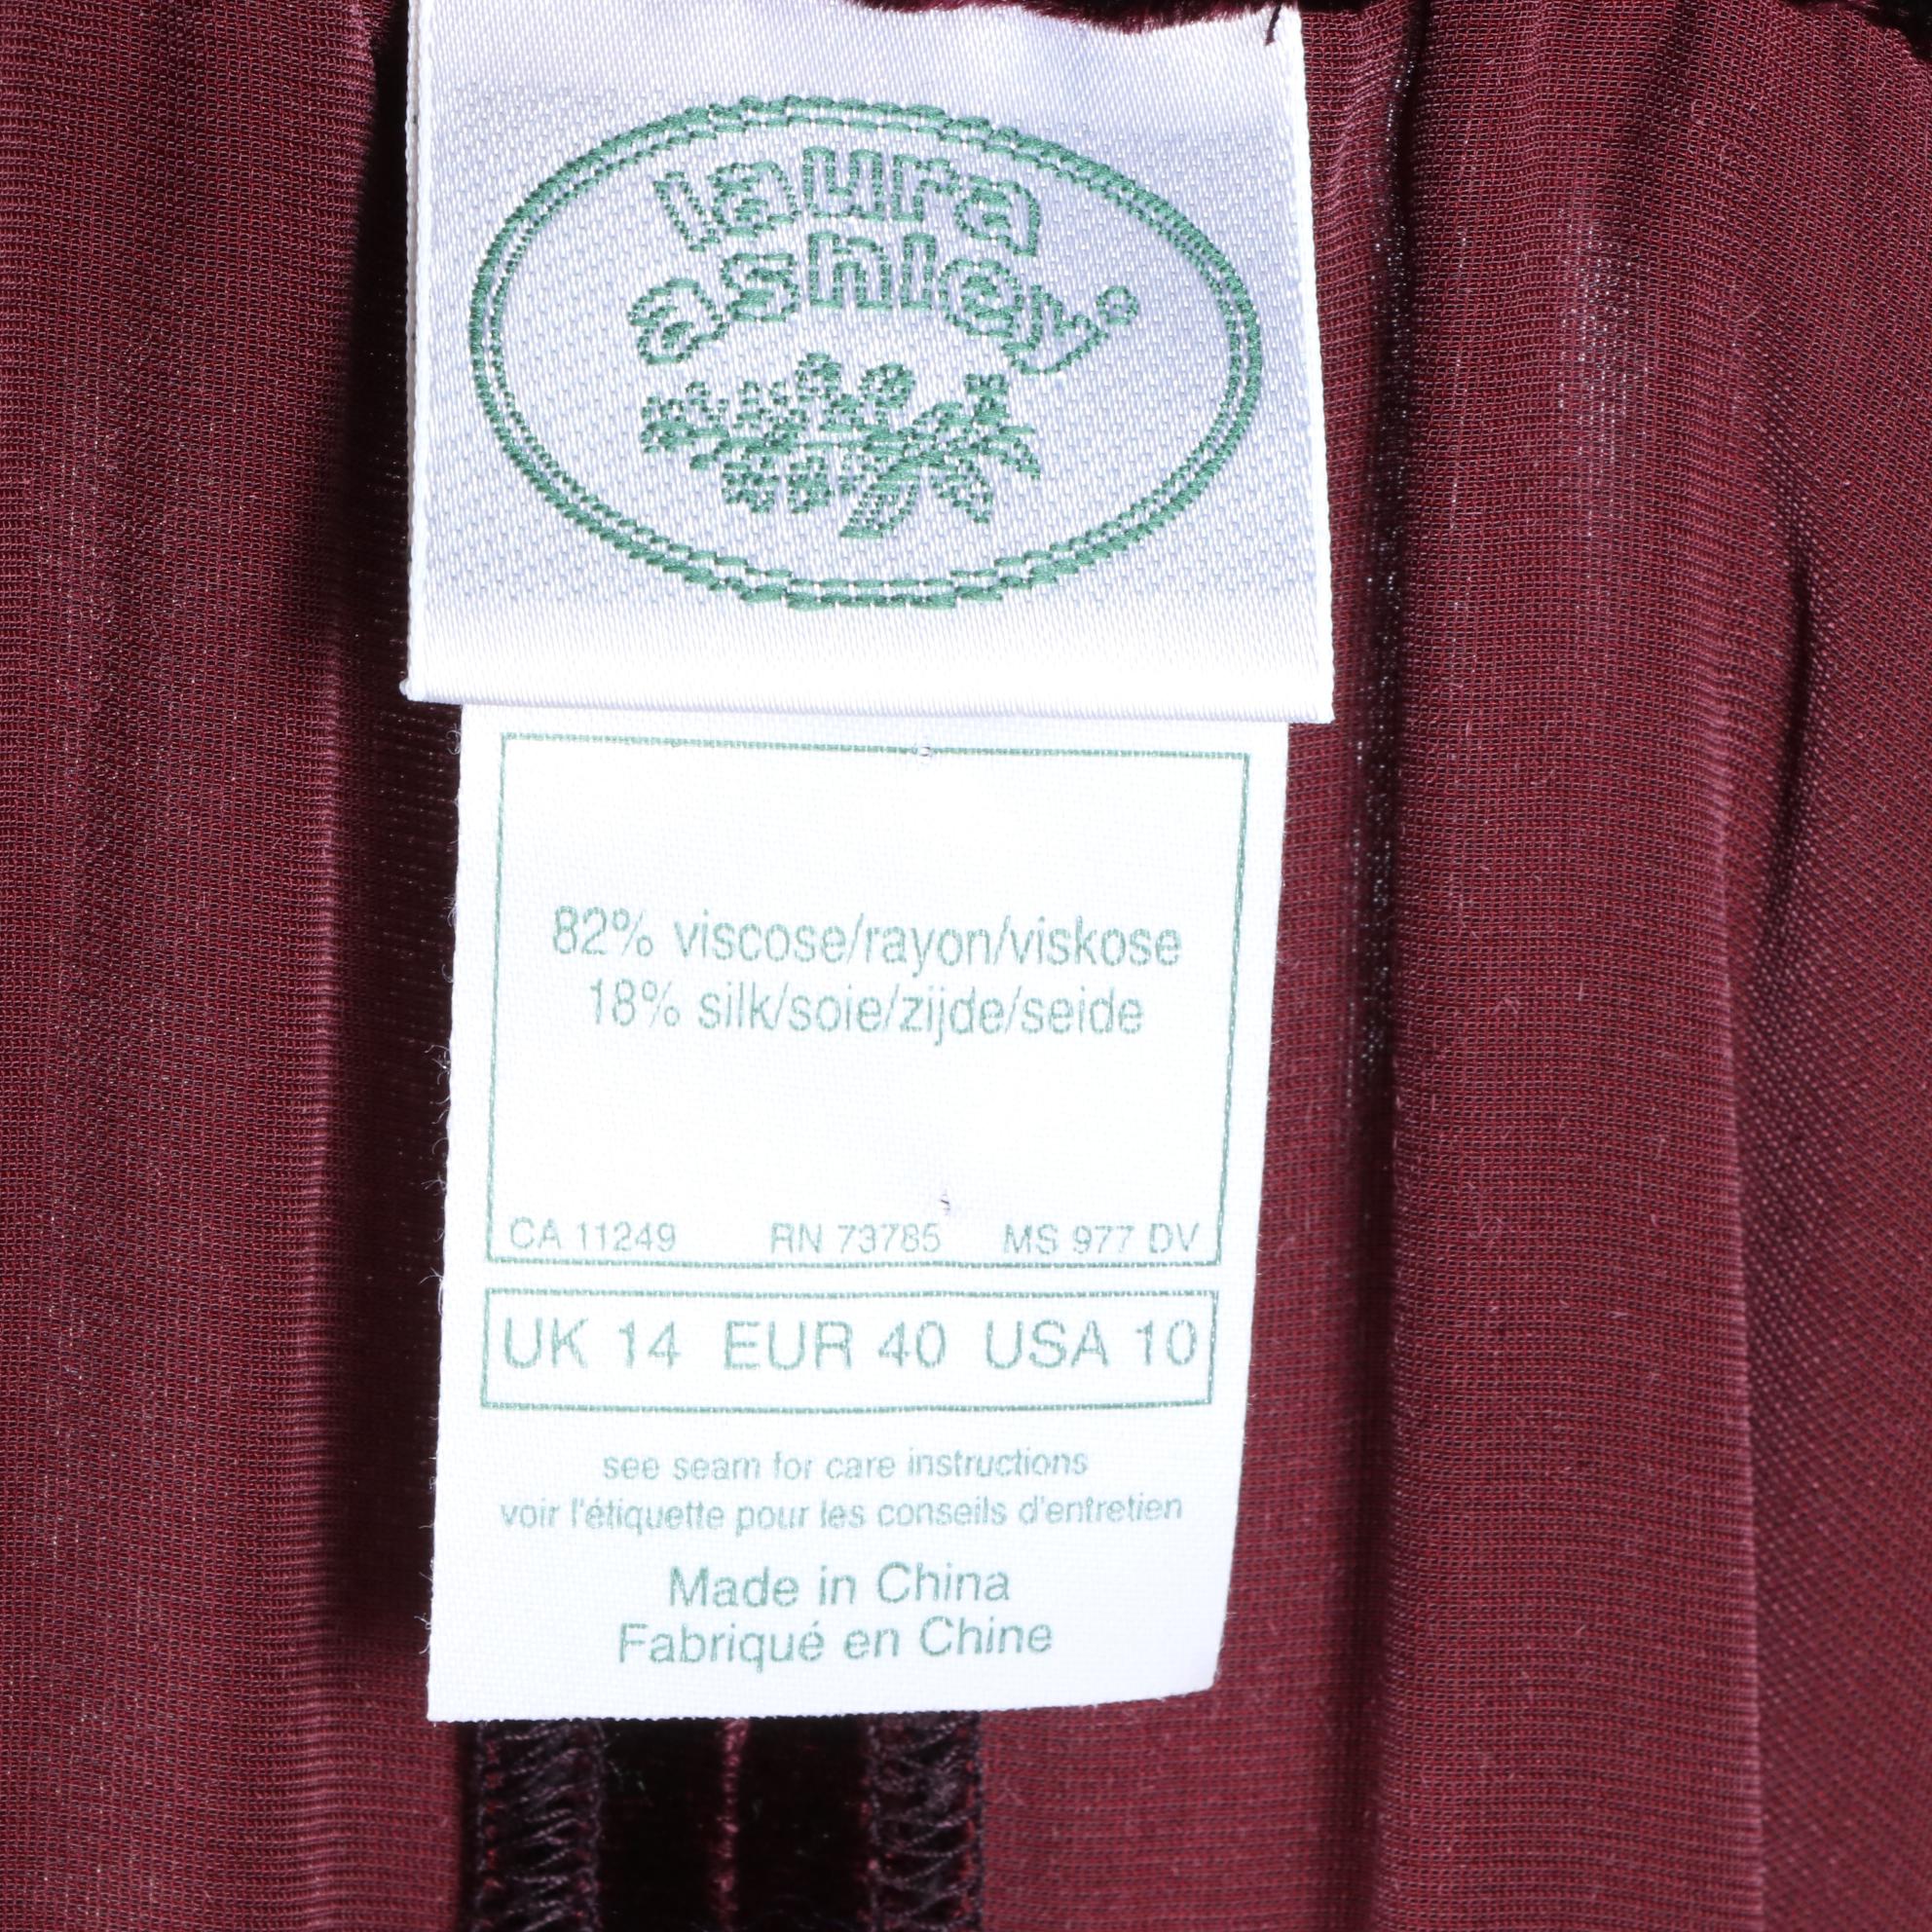 laura
ashley®
82% viscose/rayon/viskose
18% silk/soie/zijde/seide
CA 11249 RN 73785 MS 977 DV
UK 14 EUR 40 USA 10
see seam for care instructions
voir l'étiquette pour les conseils d'entretien
Made in China
Fabriqué en Chine